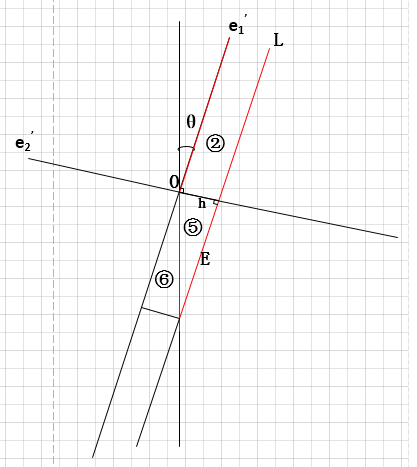 e₁′
L
θ
②
e₂′
O
h
⑤
E
⑥